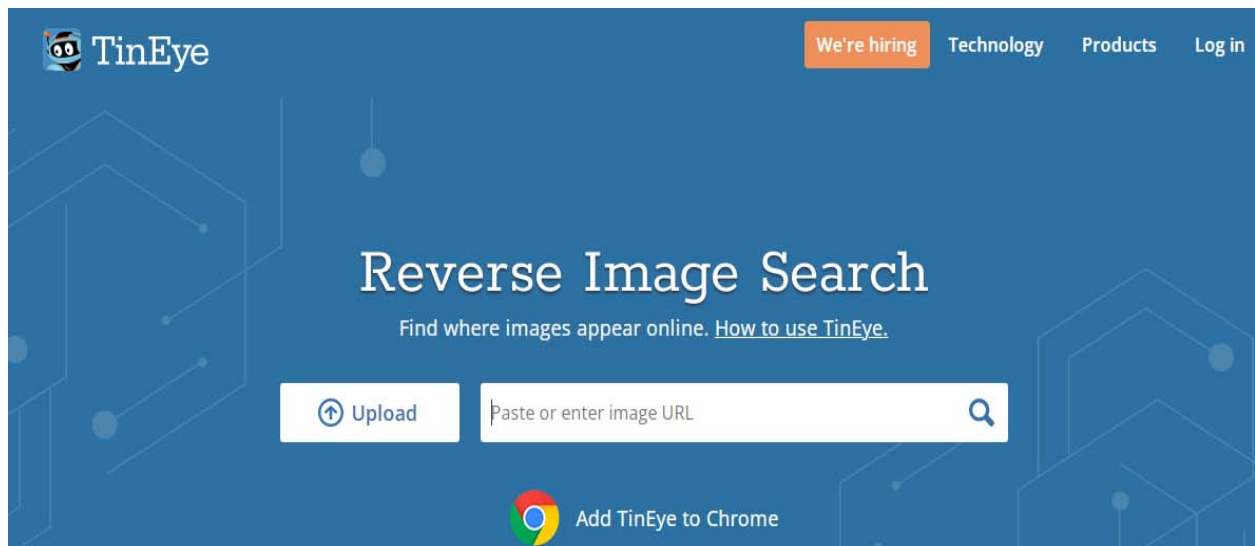 TinEye
We're hiring Technology Products Log in
Reverse Image Search
Find where images appear online. How to use TinEye.
Upload
Paste or enter image URL
Add TinEye to Chrome